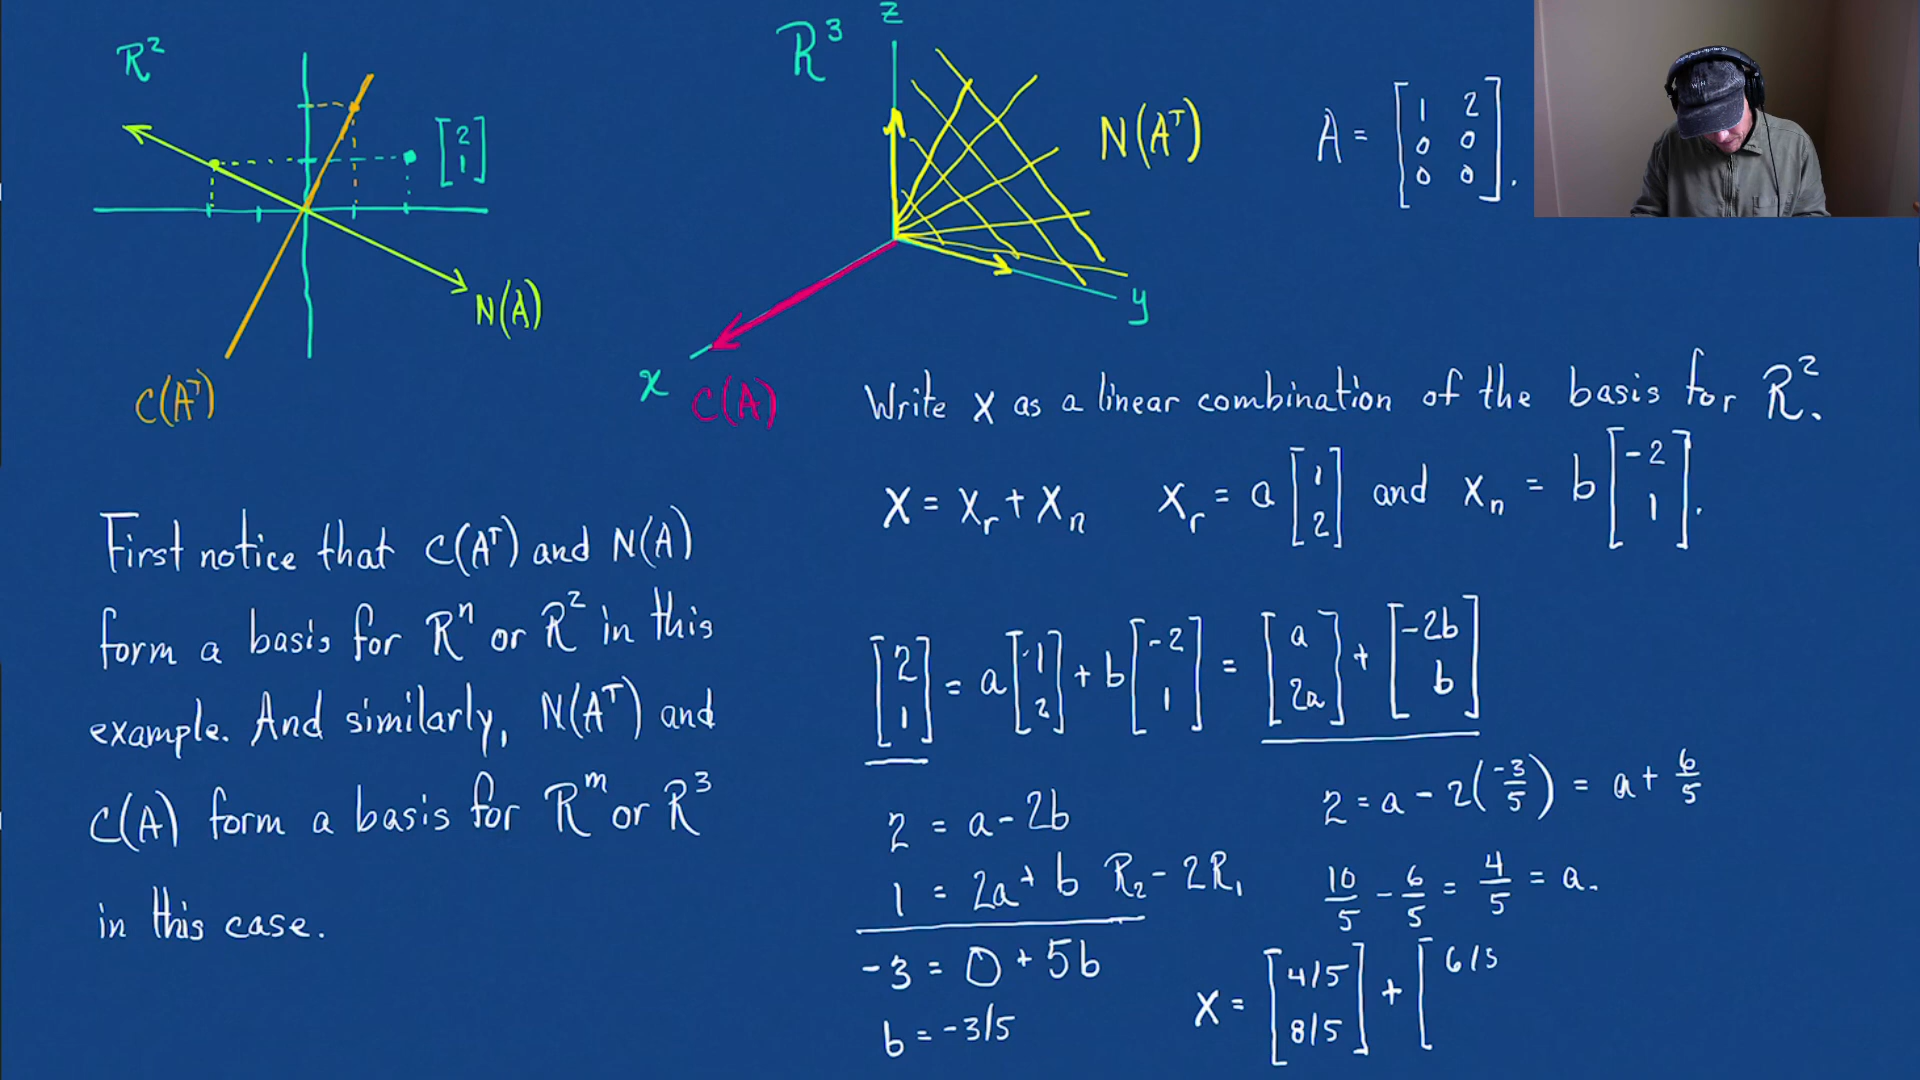 R²
[2
1]
N(A)
C(Aᵀ)
R³
z
y
x
N(Aᵀ)
C(A)
A = [1 2
0 0
0 0].
First notice that C(Aᵀ) and N(A)
form a basis for Rⁿ or R² in this
example. And similarly, N(Aᵀ) and
C(A) form a basis for Rᵐ or R³
in this case.
Write x as a linear combination of the basis for R².
x = xᵣ + xₙ xᵣ = a [1
2] and xₙ = b [-2
1].
[2
1] = a [1
2] + b [-2
1] = [a
2a] + [-2b
b]
2 = a - 2b
1 = 2a + b R₂ - 2R₁
-3 = 0 + 5b
b = -3/5
2 = a - 2(-3/5) = a + 6/5
10/5 - 6/5 = 4/5 = a.
x = [4/5
8/5] + [6/5